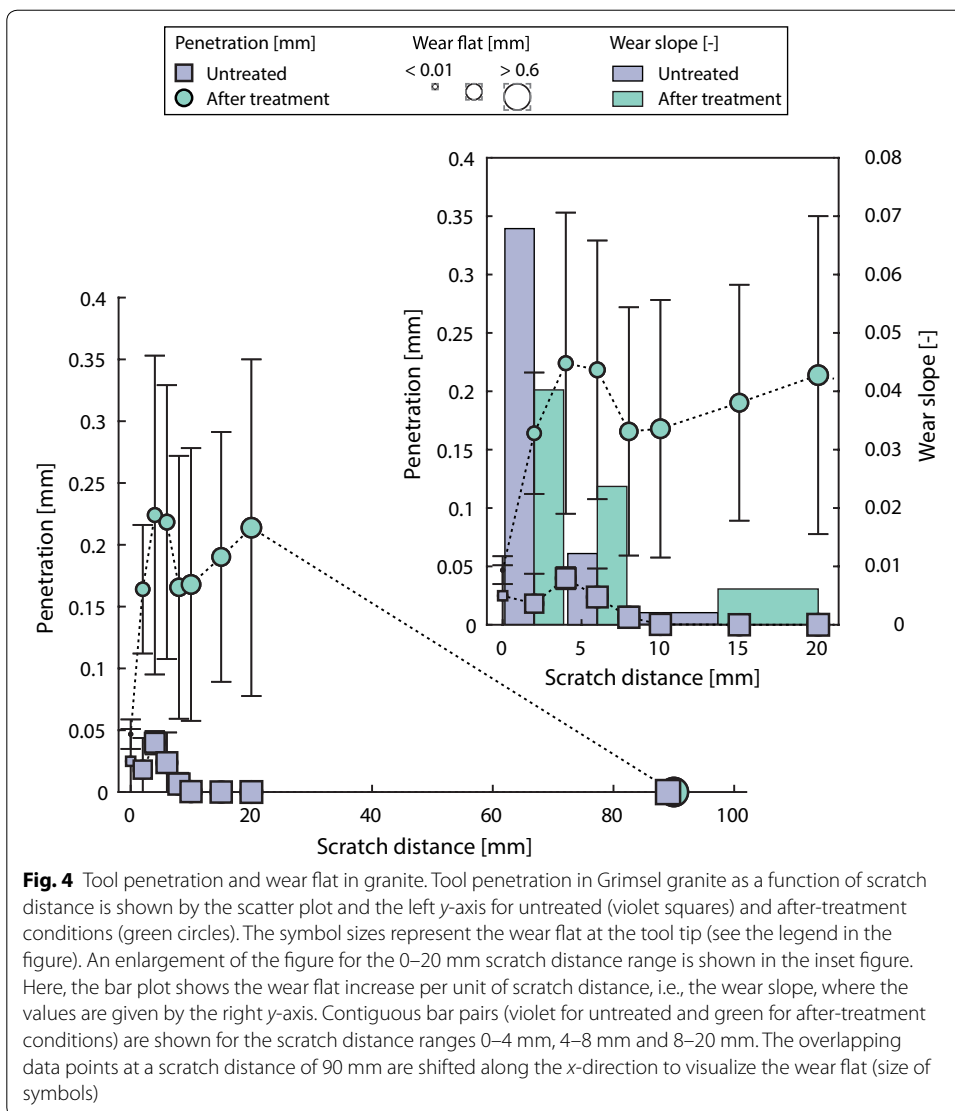 Penetration [mm] Wear flat [mm] Wear slope [-]
Untreated < 0.01 > 0.6 Untreated
After treatment After treatment
0.4
0.35
0.3
0.25
0.2
0.15
0.1
0.05
0
Penetration [mm]
0.08
0.07
0.06
0.05
0.04
0.03
0.02
0.01
0
Wear slope [-]
0 5 10 15 20
Scratch distance [mm]
0.4
0.35
0.3
0.25
0.2
0.15
0.1
0.05
0
Penetration [mm]
0 20 40 60 80 100
Scratch distance [mm]
Fig. 4 Tool penetration and wear flat in granite. Tool penetration in Grimsel granite as a function of scratch
distance is shown by the scatter plot and the left y-axis for untreated (violet squares) and after-treatment
conditions (green circles). The symbol sizes represent the wear flat at the tool tip (see the legend in the
figure). An enlargement of the figure for the 0–20 mm scratch distance range is shown in the inset figure.
Here, the bar plot shows the wear flat increase per unit of scratch distance, i.e., the wear slope, where the
values are given by the right y-axis. Contiguous bar pairs (violet for untreated and green for after-treatment
conditions) are shown for the scratch distance ranges 0–4 mm, 4–8 mm and 8–20 mm. The overlapping
data points at a scratch distance of 90 mm are shifted along the x-direction to visualize the wear flat (size of
symbols)